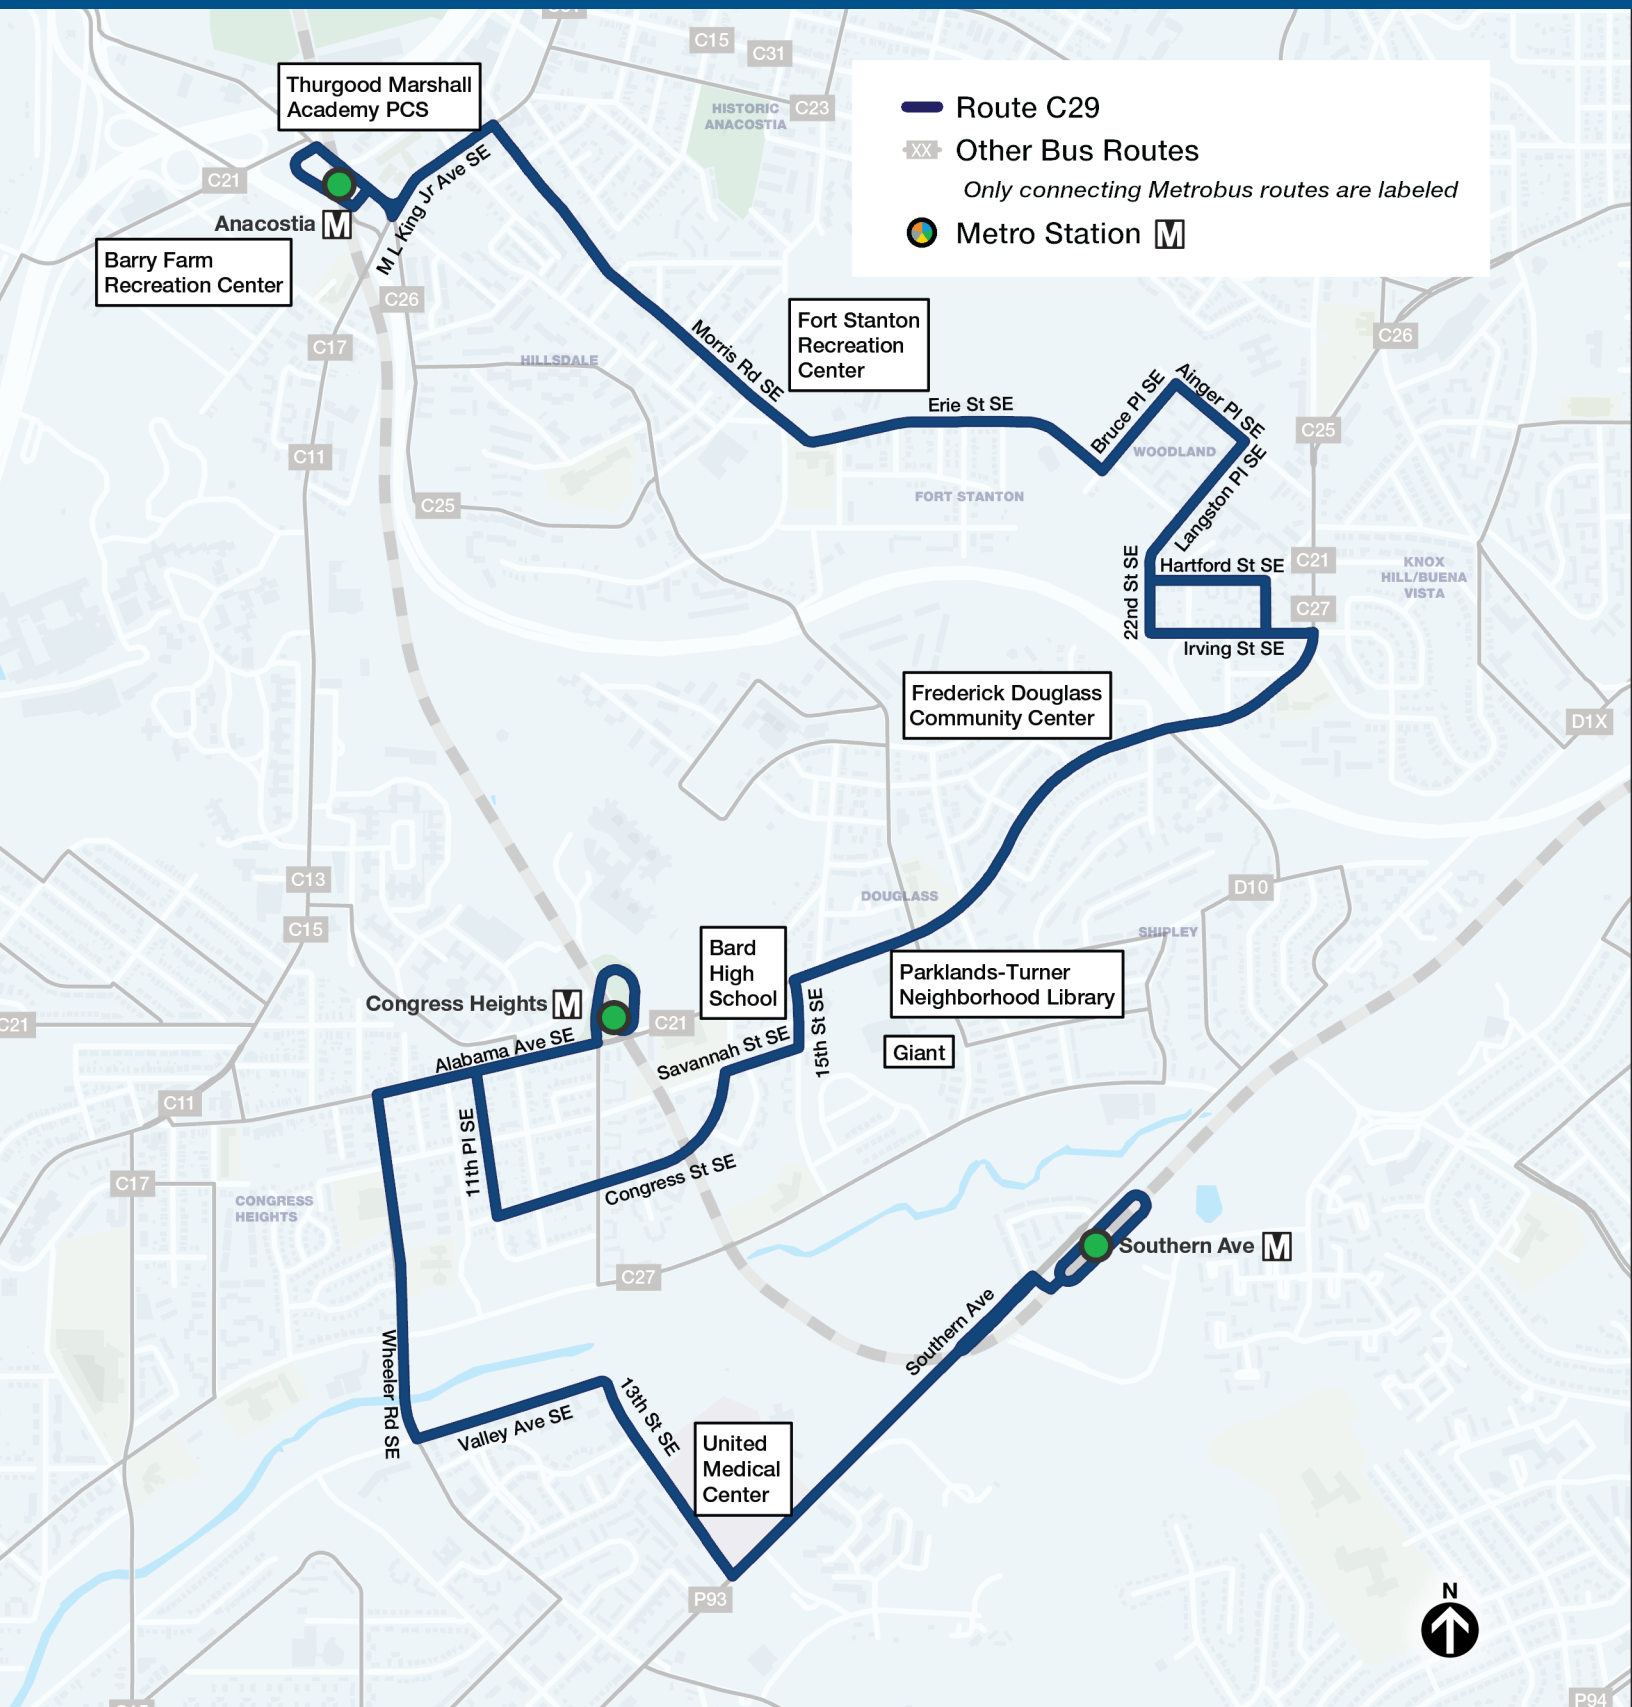 C15
C31
HISTORIC
ANACOSTIA
C23
Thurgood Marshall
Academy PCS
Route C29
XX Other Bus Routes
Only connecting Metrobus routes are labeled
Metro Station M
C21
Anacostia M
M L King Jr Ave SE
Barry Farm
Recreation Center
C26
C17
HILLSDALE
Morris Rd SE
Fort Stanton
Recreation
Center
C26
Erie St SE
Bruce Pl SE
Ainger Pl SE
WOODLAND
C25
Langston Pl SE
C11
C25
FORT STANTON
22nd St SE
Hartford St SE
C21
KNOX
HILL/BUENA
VISTA
C27
Irving St SE
Frederick Douglass
Community Center
D1X
C13
DOUGLASS
D10
C15
SHIPLEY
Bard
High
School
Parklands-Turner
Neighborhood Library
Congress Heights M
C21
C21
Alabama Ave SE
Savannah St SE
15th St SE
Giant
C11
11th Pl SE
C17
Congress St SE
CONGRESS
HEIGHTS
Southern Ave M
C27
Southern Ave
Wheeler Rd SE
Valley Ave SE
13th St SE
United
Medical
Center
P93
N
P94